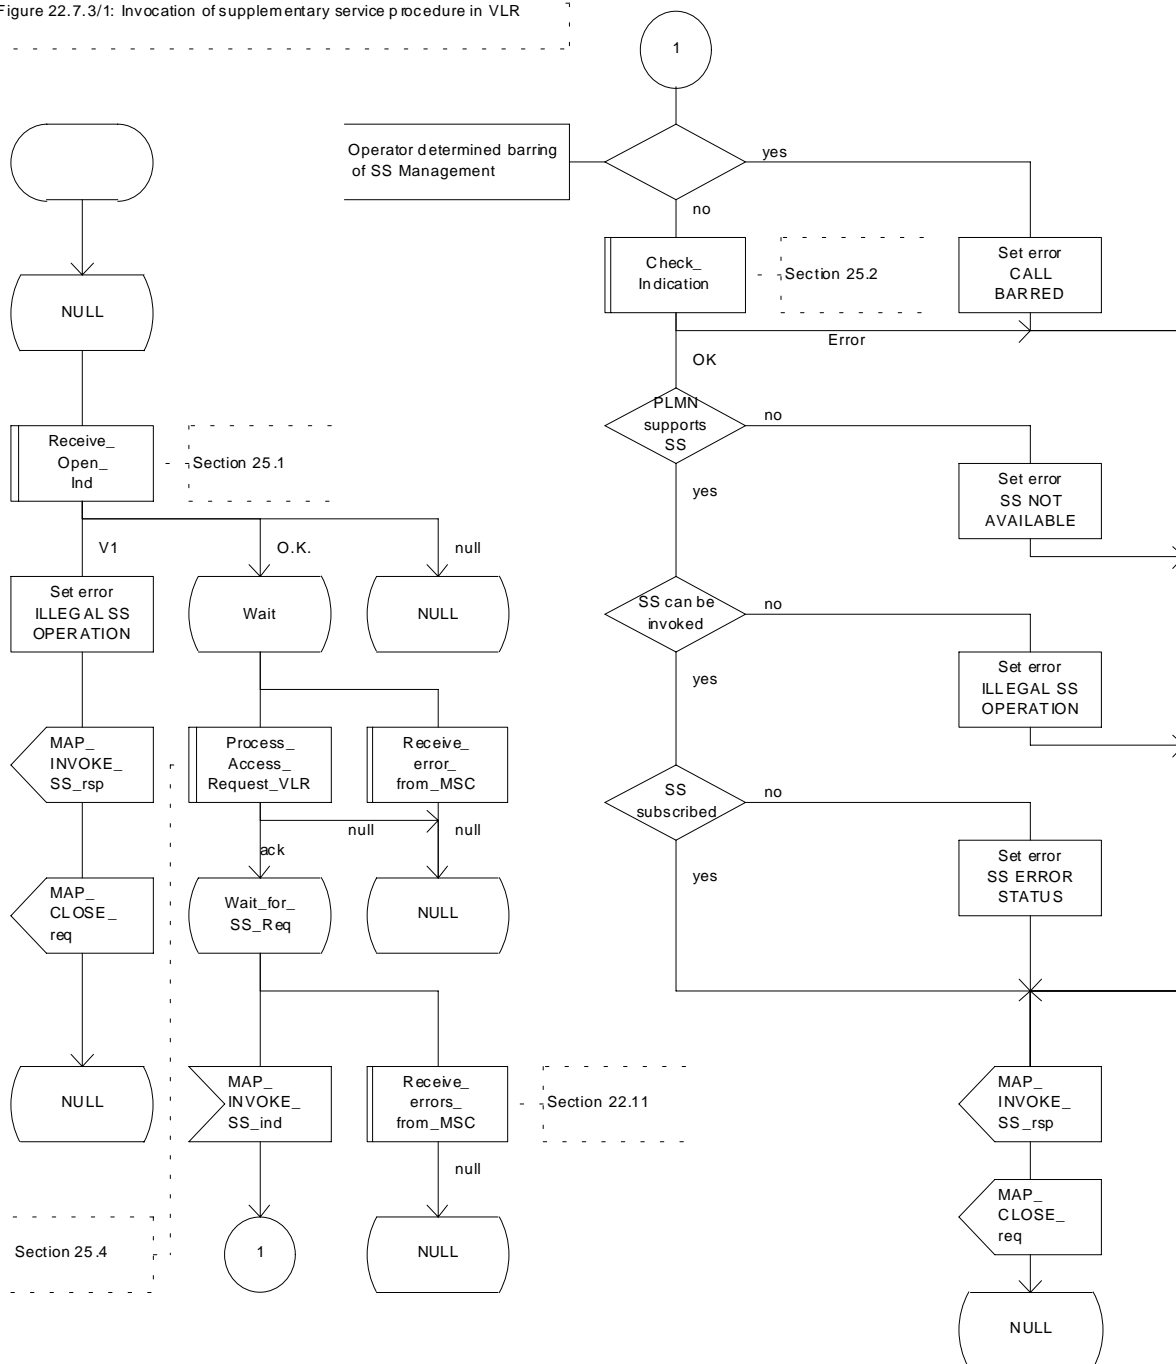 Figure 22.7.3/1: Invocation of supplementary service procedure in VLR
NULL
Receive_
Open_
Ind
Section 25.1
V1
O.K.
null
Set error
ILLEGAL SS
OPERATION
Wait
NULL
MAP_
INVOKE_
SS_rsp
Process_
Access_
Request_VLR
Receive_
error_
from_MSC
null
null
ack
MAP_
CLOSE_
req
Wait_for_
SS_Req
NULL
NULL
MAP_
INVOKE_
SS_ind
Receive_
errors_
from_MSC
Section 22.11
null
Section 25.4
1
NULL
1
Operator determined barring
of SS Management
yes
no
Check_
Indication
Section 25.2
Set error
CALL
BARRED
Error
OK
PLMN
supports
SS
no
yes
Set error
SS NOT
AVAILABLE
SS can be
invoked
no
yes
Set error
ILLEGAL SS
OPERATION
SS
subscribed
no
yes
Set error
SS ERROR
STATUS
MAP_
INVOKE_
SS_rsp
MAP_
CLOSE_
req
NULL